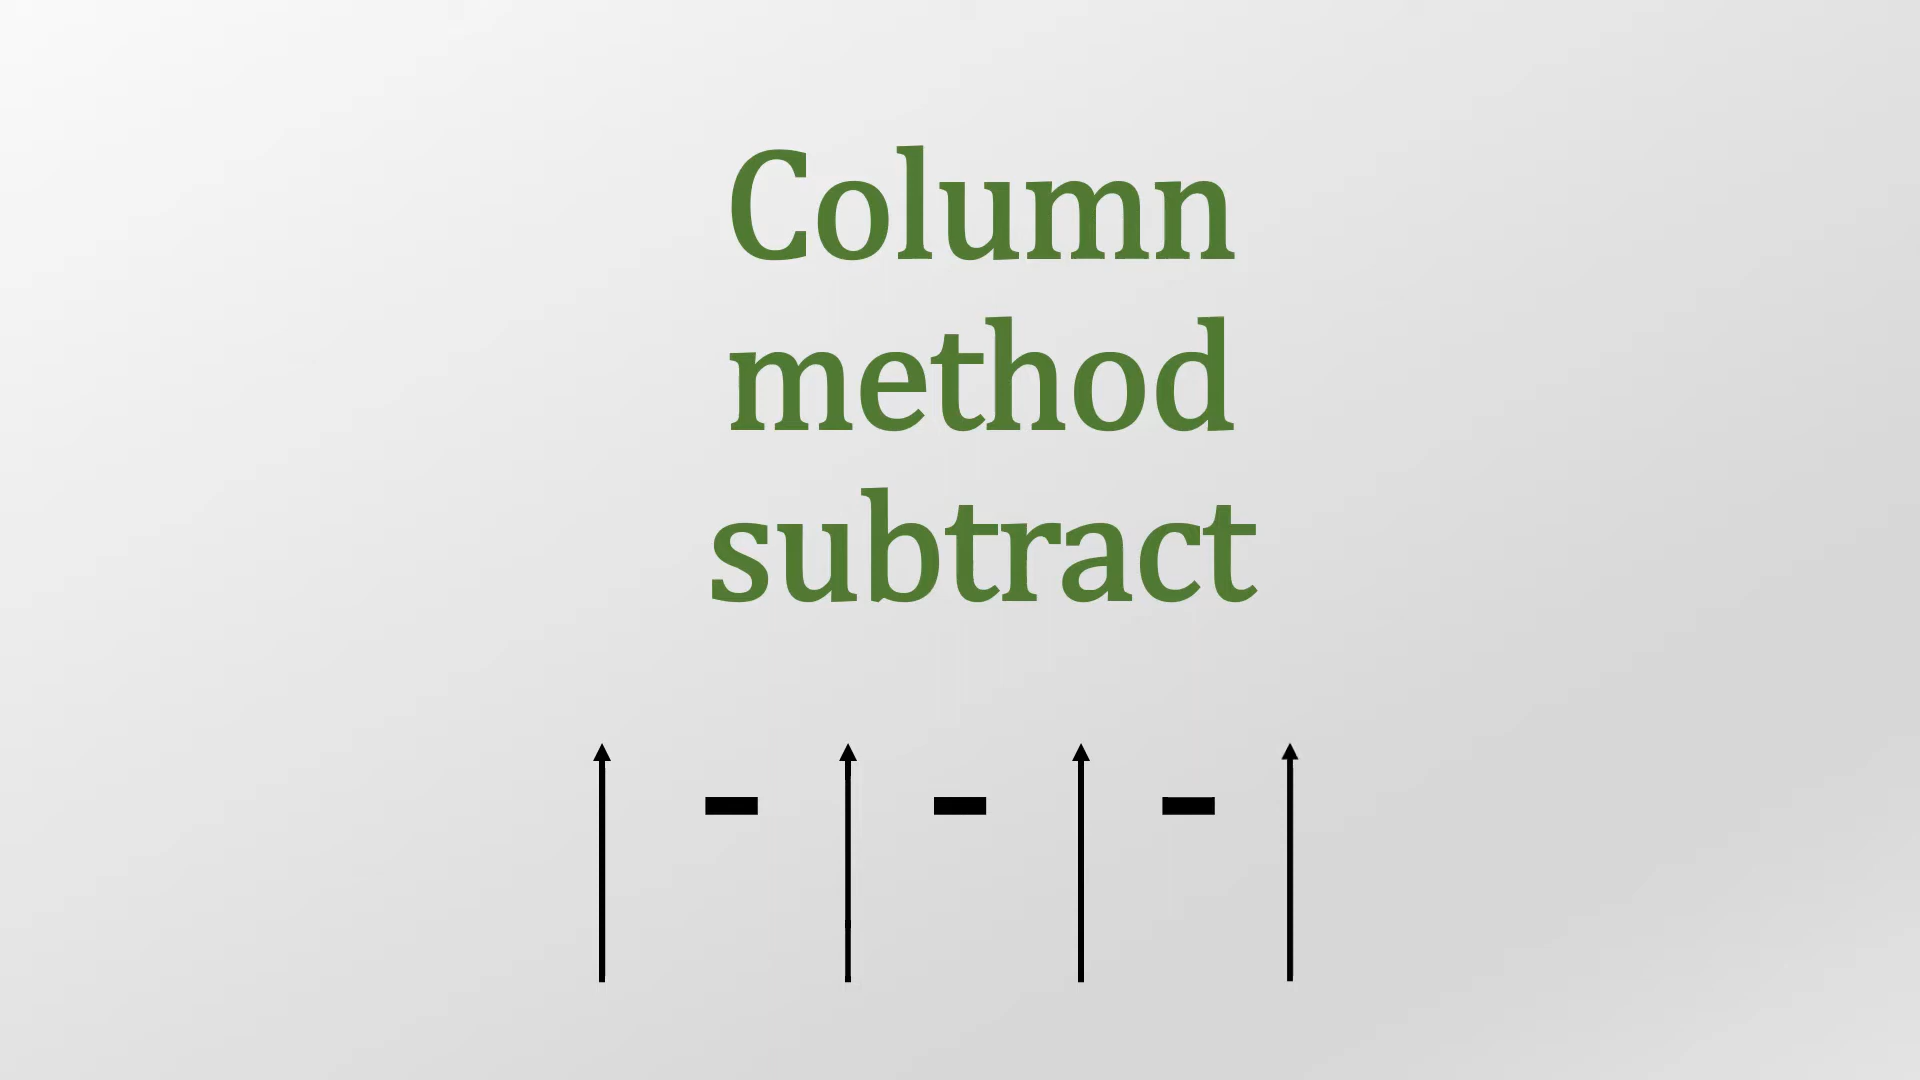 Column
method
subtract
- - -